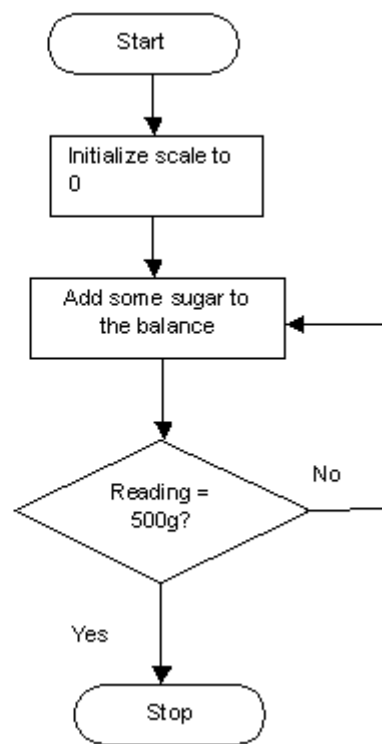 Start
Initialize scale to
0
Add some sugar to
the balance
Reading =
500g?
No
Yes
Stop